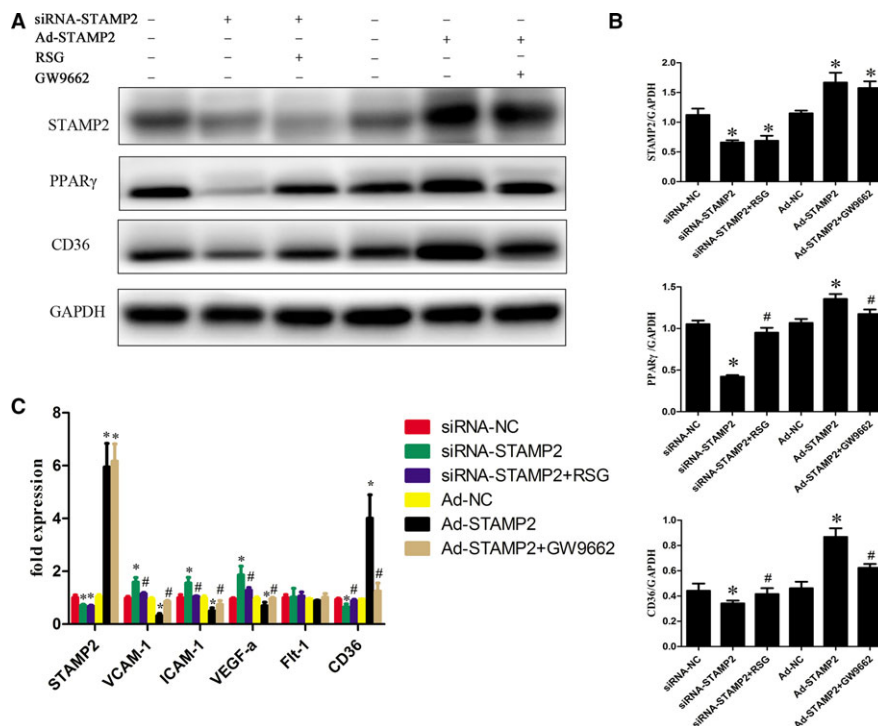 A
siRNA-STAMP2 – + + – – –
Ad-STAMP2 – – – – + +
RSG – – + – – –
GW9662 – – – – – +
STAMP2
PPARγ
CD36
GAPDH
B
STAMP2/GAPDH
2.0
1.5
1.0
0.5
0.0
* * * *
siRNA-NC
siRNA-STAMP2
siRNA-STAMP2+RSG
Ad-NC
Ad-STAMP2
Ad-STAMP2+GW9662
PPARγ/GAPDH
1.5
1.0
0.5
0.0
* # * #
siRNA-NC
siRNA-STAMP2
siRNA-STAMP2+RSG
Ad-NC
Ad-STAMP2
Ad-STAMP2+GW9662
CD36/GAPDH
1.0
0.8
0.6
0.4
0.2
0.0
* # * #
siRNA-NC
siRNA-STAMP2
siRNA-STAMP2+RSG
Ad-NC
Ad-STAMP2
Ad-STAMP2+GW9662
C
fold expression
8
6
4
2
0
* * * *
* # * #
* # * #
* # * #
* # * #
STAMP2
VCAM-1
ICAM-1
VEGF-a
Flt-1
CD36
siRNA-NC
siRNA-STAMP2
siRNA-STAMP2+RSG
Ad-NC
Ad-STAMP2
Ad-STAMP2+GW9662